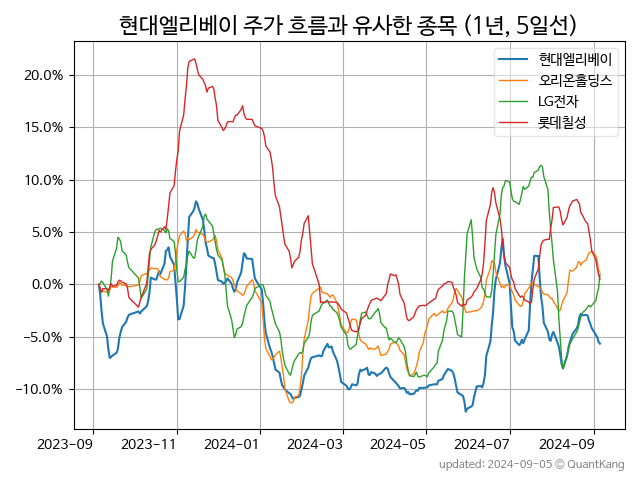 현대엘리베이 주가 흐름과 유사한 종목 (1년, 5일선)
현대엘리베이
오리온홀딩스
LG전자
롯데칠성
20.0%
15.0%
10.0%
5.0%
0.0%
−5.0%
−10.0%
2023-09
2023-11
2024-01
2024-03
2024-05
2024-07
2024-09
updated: 2024-09-05 © QuantKang